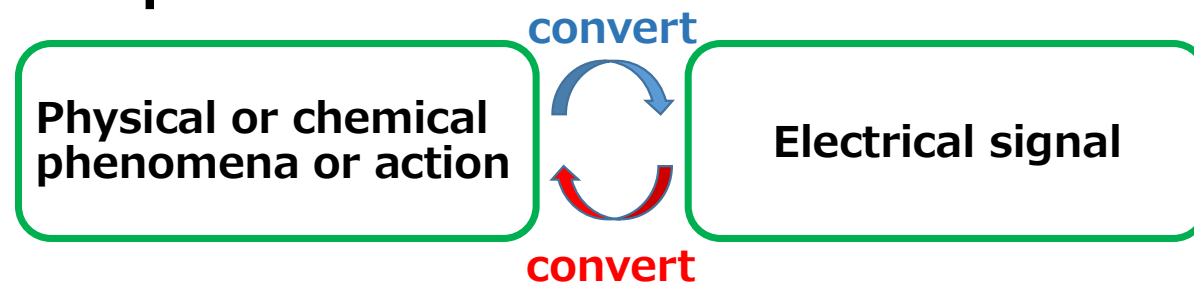 convert
Physical or chemical
phenomena or action
Electrical signal
convert